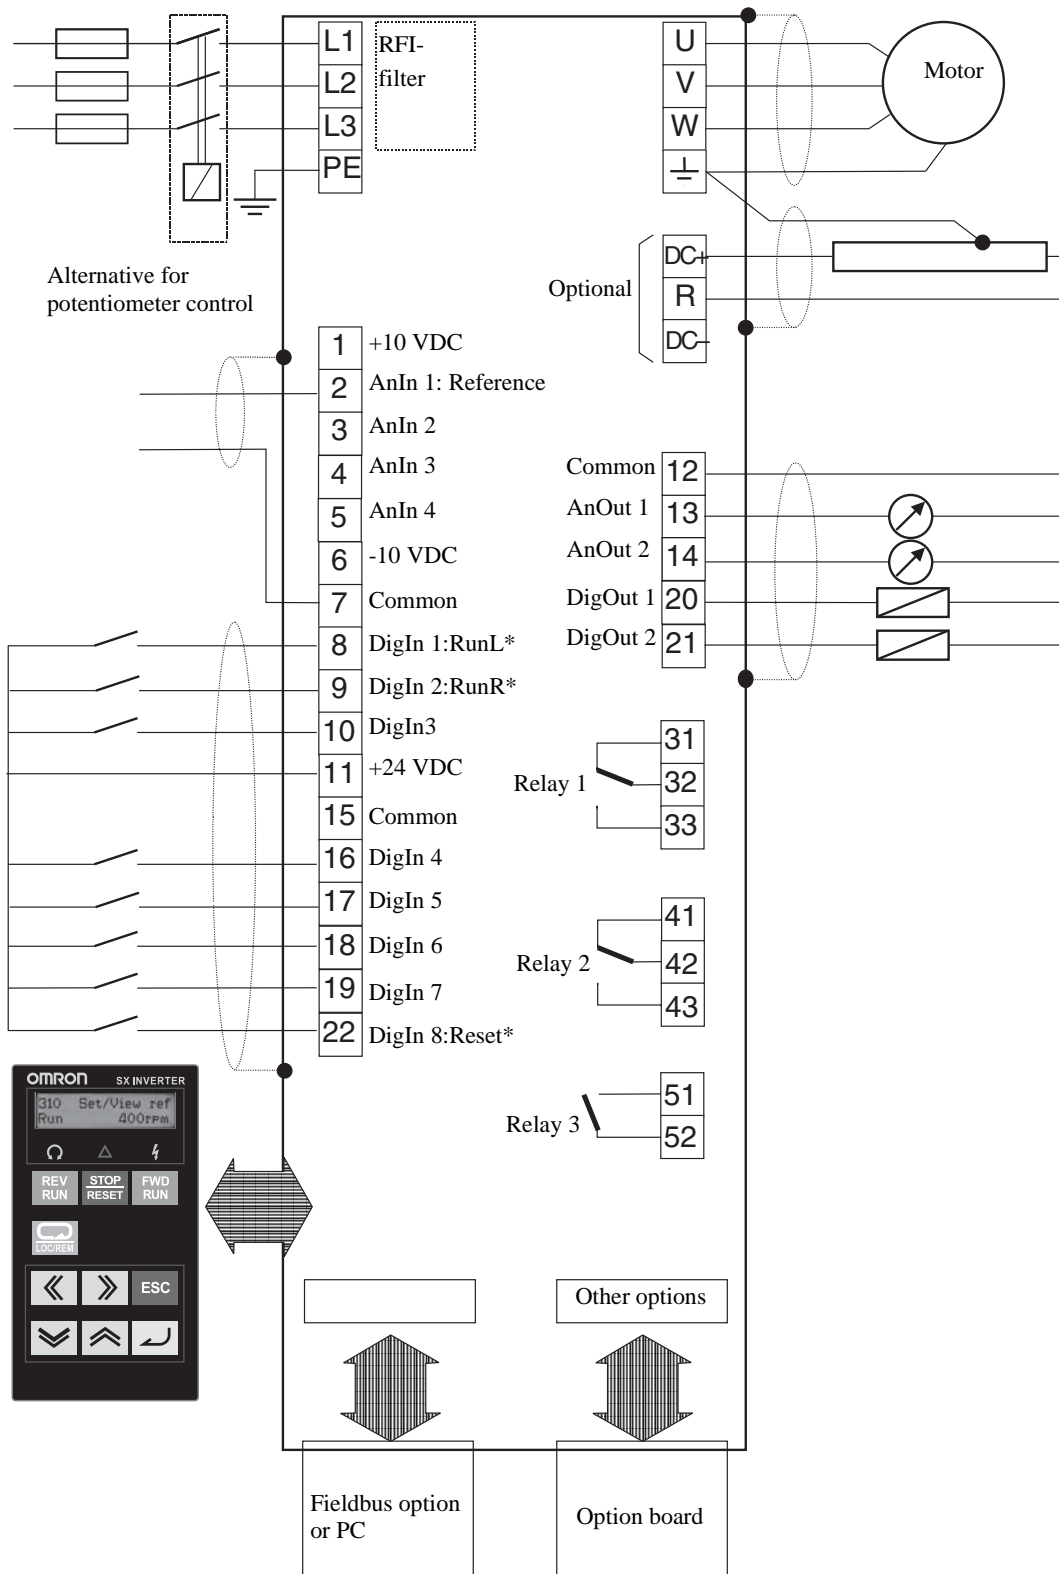 L1 RFI-
L2 filter
L3
PE
U
V
W
Motor
Alternative for
potentiometer control
Optional
DC+
R
DC-
1 +10 VDC
2 AnIn 1: Reference
3 AnIn 2
4 AnIn 3
5 AnIn 4
6 -10 VDC
7 Common
8 DigIn 1:RunL*
9 DigIn 2:RunR*
10 DigIn3
11 +24 VDC
15 Common
16 DigIn 4
17 DigIn 5
18 DigIn 6
19 DigIn 7
22 DigIn 8:Reset*
Common 12
AnOut 1 13
AnOut 2 14
DigOut 1 20
DigOut 2 21
31
Relay 1 32
33
41
Relay 2 42
43
51
Relay 3 52
OMRON SX INVERTER
310 Set/View ref
Run 400rpm
REV RUN
STOP RESET
FWD RUN
LOC/REM
ESC
Other options
Fieldbus option
or PC
Option board